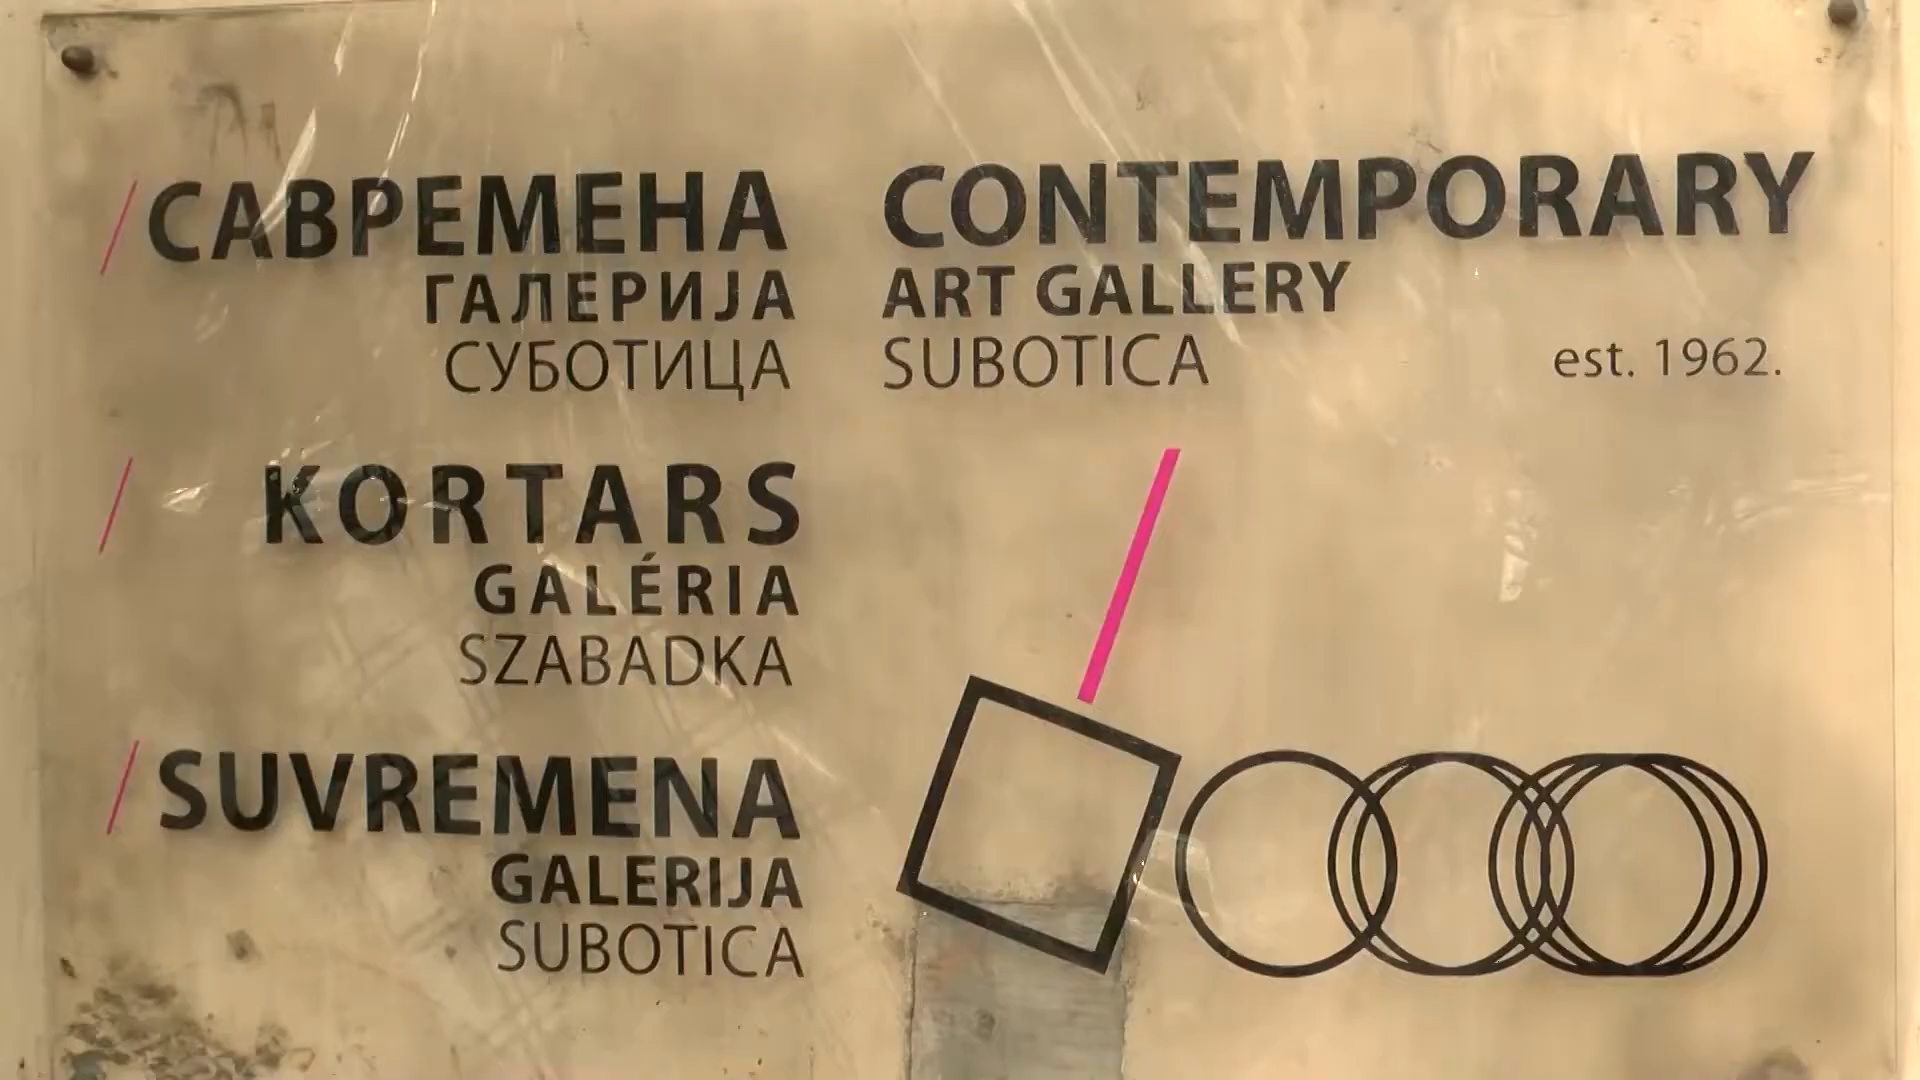 САВРЕМЕНА
ГАЛЕРИЈА
СУБОТИЦА
CONTEMPORARY
ART GALLERY
SUBOTICA
est. 1962.
KORTARS
GALÉRIA
SZABADKA
SUVREMENA
GALERIJA
SUBOTICA